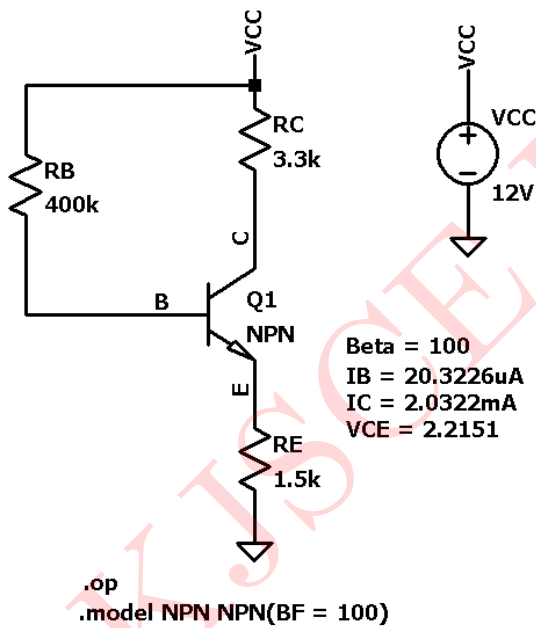 VCC
VCC
RC
3.3k
RB
400k
VCC
12V
C
B
Q1
NPN
E
RE
1.5k
Beta = 100
IB = 20.3226uA
IC = 2.0322mA
VCE = 2.2151
.op
.model NPN NPN(BF = 100)
KJSCE